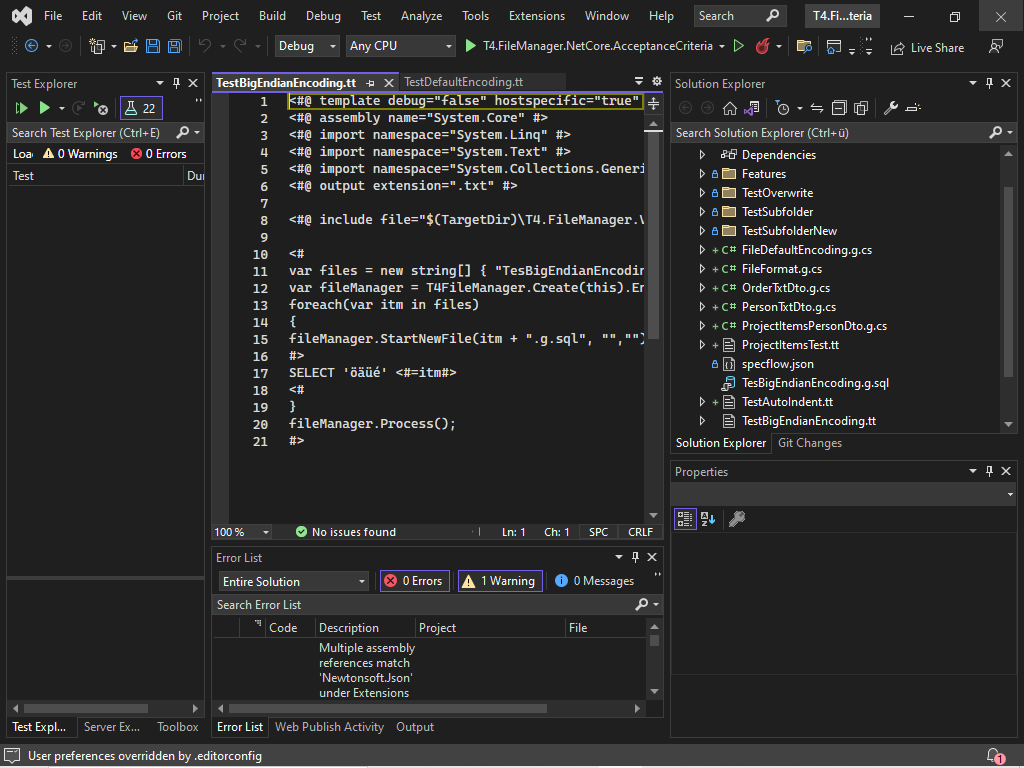 File Edit View Git Project Build Debug Test Analyze Tools Extensions Window Help Search T4.Fi...teria
Debug Any CPU T4.FileManager.NetCore.AcceptanceCriteria Live Share
Test Explorer
22
Search Test Explorer (Ctrl+E)
Loa 0 Warnings 0 Errors
Test Dur
TestBigEndianEncoding.tt TestDefaultEncoding.tt
1 <#@ template debug="false" hostspecific="true"
2 <#@ assembly name="System.Core" #>
3 <#@ import namespace="System.Linq" #>
4 <#@ import namespace="System.Text" #>
5 <#@ import namespace="System.Collections.Generi
6 <#@ output extension=".txt" #>
7
8 <#@ include file="$(TargetDir)\T4.FileManager.V
9
10 <#
11 var files = new string[] { "TesBigEndianEncodin
12 var fileManager = T4FileManager.Create(this).En
13 foreach(var itm in files)
14 {
15 fileManager.StartNewFile(itm + ".g.sql", "","")
16 #>
17 SELECT 'öäüé' <#=itm#>
18 <#
19 }
20 fileManager.Process();
21 #>
100 % No issues found Ln: 1 Ch: 1 SPC CRLF
Error List
Entire Solution 0 Errors 1 Warning 0 Messages
Search Error List
Code Description Project File
Multiple assembly
references match
'Newtonsoft.Json'
under Extensions
Test Expl... Server Ex... Toolbox
Error List Web Publish Activity Output
Solution Explorer
Search Solution Explorer (Ctrl+ü)
Dependencies
Features
TestOverwrite
TestSubfolder
TestSubfolderNew
C# FileDefaultEncoding.g.cs
C# FileFormat.g.cs
C# OrderTxtDto.g.cs
C# PersonTxtDto.g.cs
C# ProjectItemsPersonDto.g.cs
ProjectItemsTest.tt
specflow.json
TesBigEndianEncoding.g.sql
TestAutoIndent.tt
TestBigEndianEncoding.tt
Solution Explorer Git Changes
Properties
User preferences overridden by .editorconfig
1